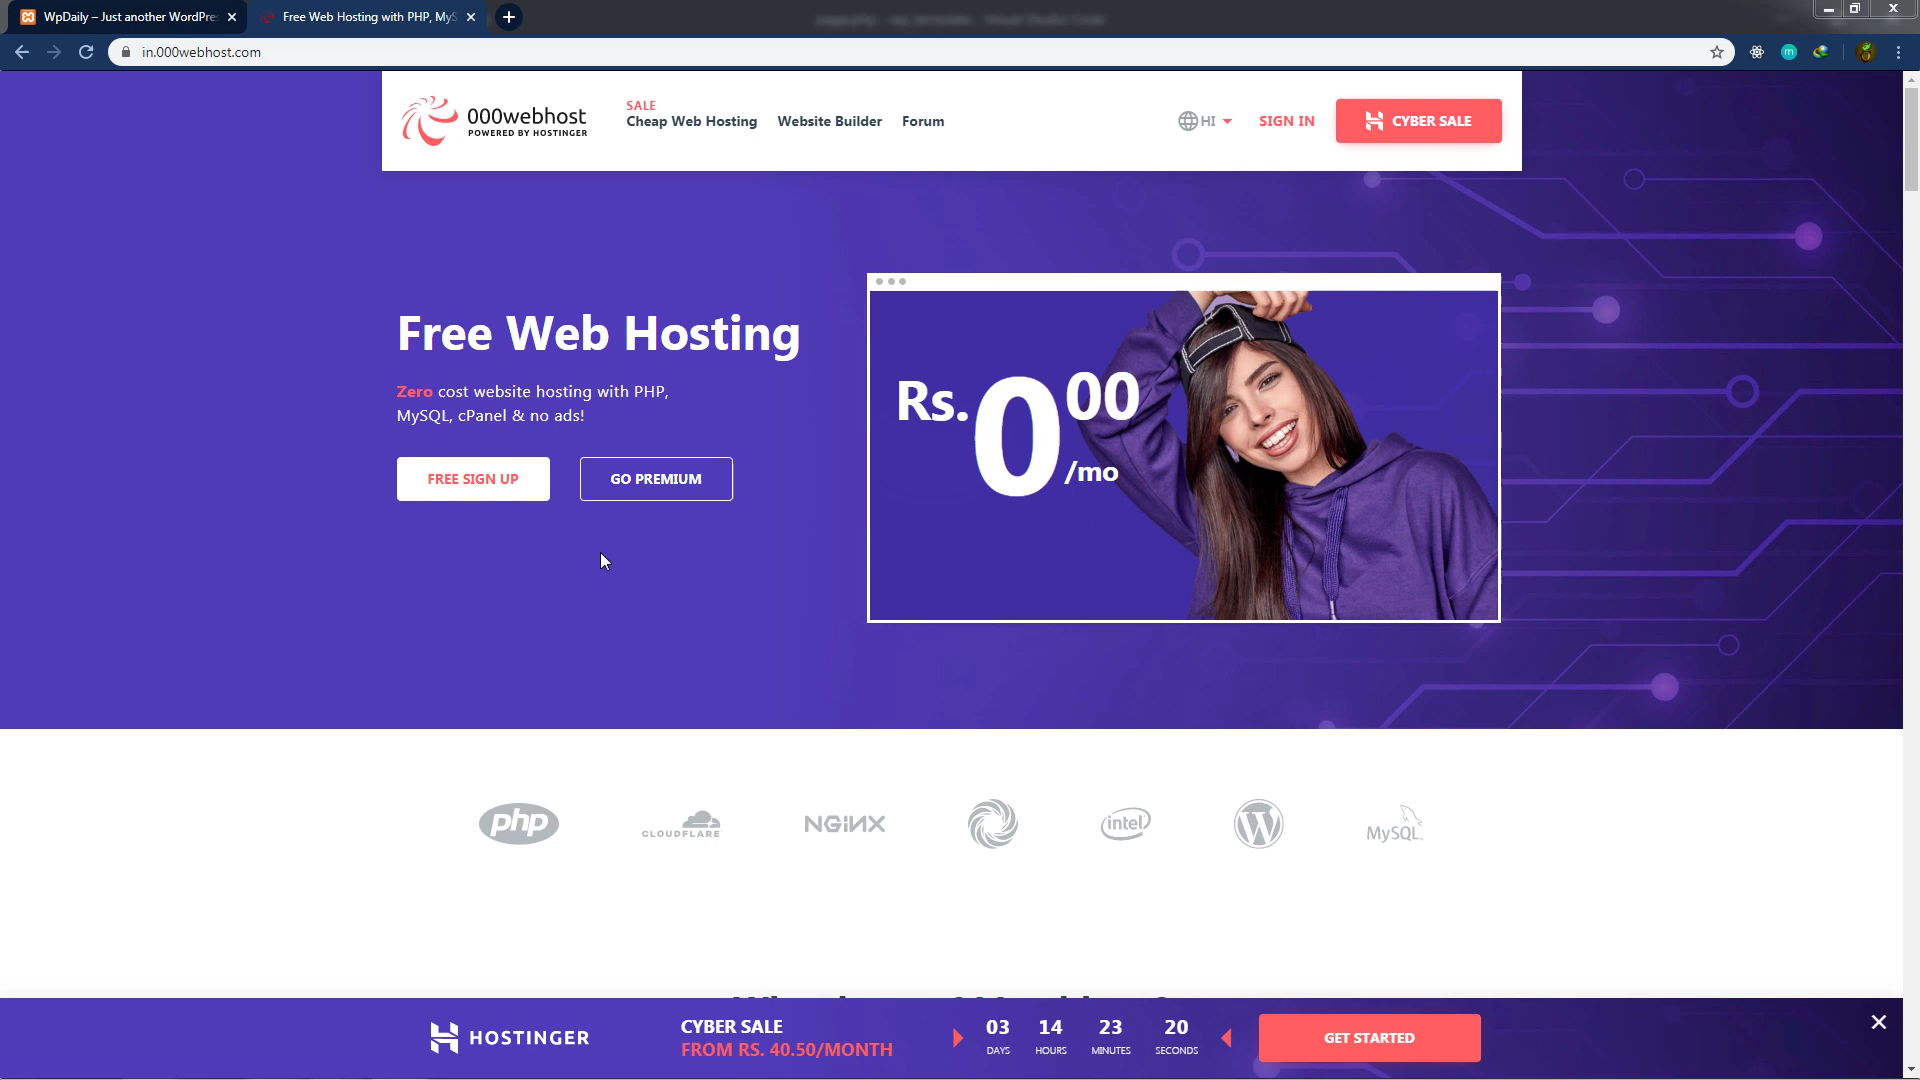 WpDaily – Just another WordPre
Free Web Hosting with PHP, MyS
in.000webhost.com
m
000webhost
POWERED BY HOSTINGER
SALE
Cheap Web Hosting
Website Builder
Forum
HI
SIGN IN
CYBER SALE
Free Web Hosting
Zero cost website hosting with PHP,
MySQL, cPanel & no ads!
FREE SIGN UP
GO PREMIUM
Rs.0 00
/mo
php
CLOUDFLARE
NGiNX
intel
W
MySQL
HOSTINGER
CYBER SALE
FROM RS. 40.50/MONTH
03
14
23
20
DAYS
HOURS
MINUTES
SECONDS
GET STARTED